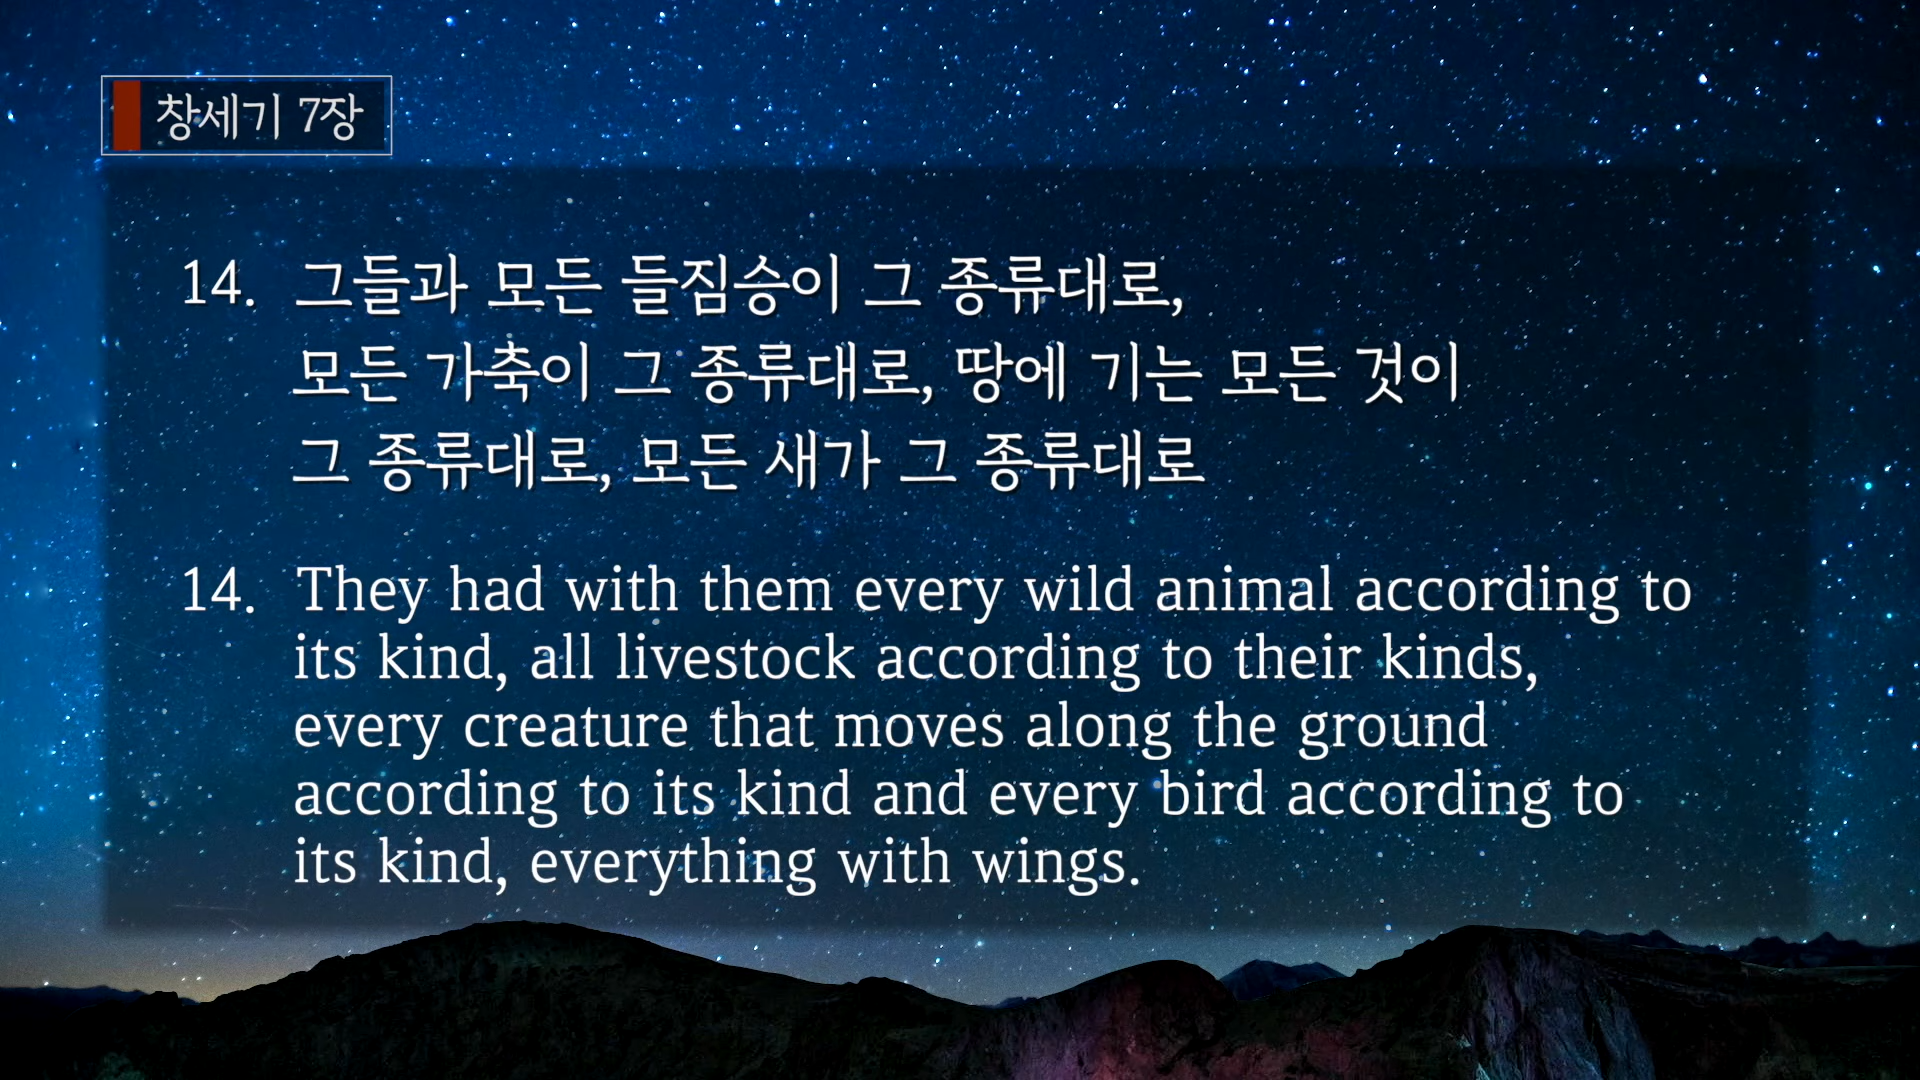 창세기 7장
14. 그들과 모든 들짐승이 그 종류대로,
모든 가축이 그 종류대로, 땅에 기는 모든 것이
그 종류대로, 모든 새가 그 종류대로
14. They had with them every wild animal according to
its kind, all livestock according to their kinds,
every creature that moves along the ground
according to its kind and every bird according to
its kind, everything with wings.